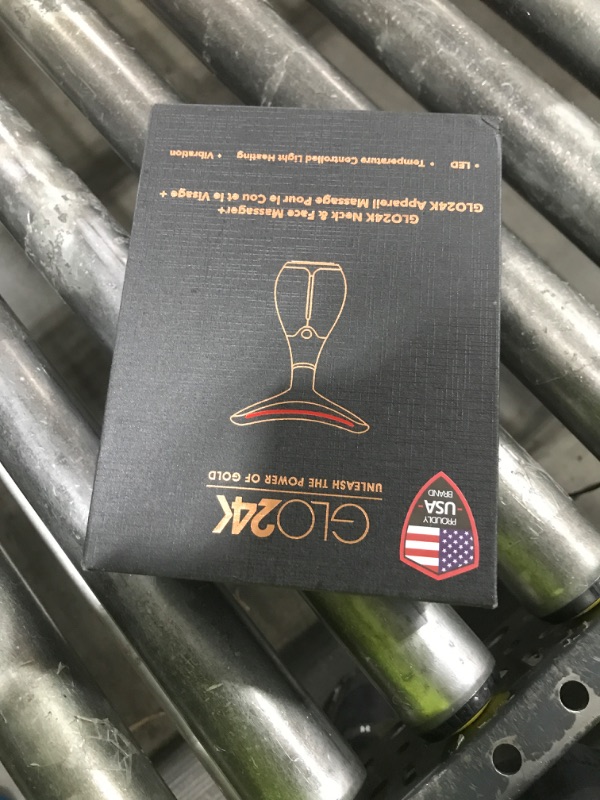 PROUDLY
USA
BRAND
GLO24K
UNLEASH THE POWER OF GOLD
GLO24K Neck & Face Massager+
GLO24K Appareil Massage Pour le Cou et le Visage +
• LED • Temperature Controlled Light Heating • Vibration